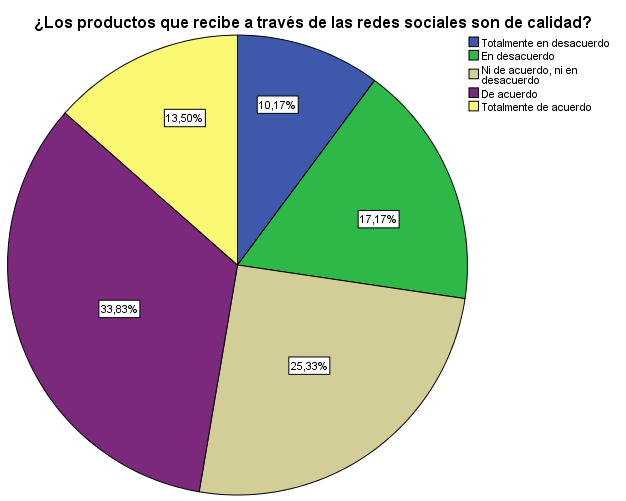 ¿Los productos que recibe a través de las redes sociales son de calidad?
Totalmente en desacuerdo
En desacuerdo
Ni de acuerdo, ni en
desacuerdo
De acuerdo
Totalmente de acuerdo
13,50%
10,17%
17,17%
33,83%
25,33%